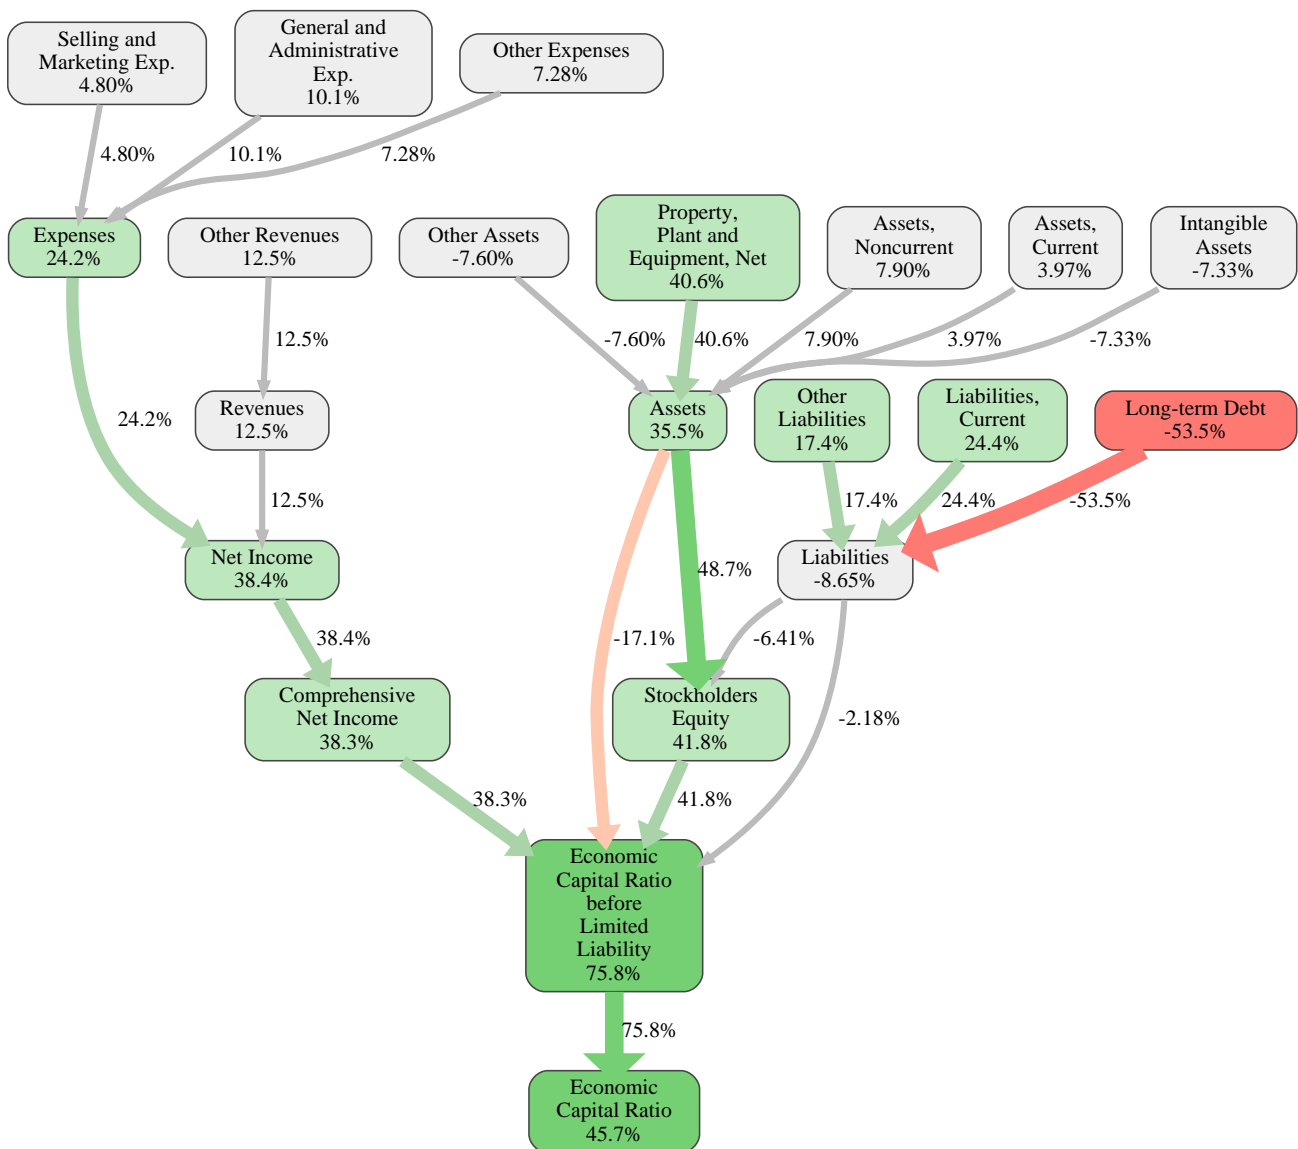 Selling and
Marketing Exp.
4.80%
General and
Administrative
Exp.
10.1%
Other Expenses
7.28%
4.80%
10.1%
7.28%
Expenses
24.2%
Other Revenues
12.5%
Other Assets
-7.60%
Property,
Plant and
Equipment, Net
40.6%
Assets,
Noncurrent
7.90%
Assets,
Current
3.97%
Intangible
Assets
-7.33%
12.5%
-7.60%
40.6%
7.90%
3.97%
-7.33%
24.2%
Revenues
12.5%
Assets
35.5%
Other
Liabilities
17.4%
Liabilities,
Current
24.4%
Long-term Debt
-53.5%
12.5%
17.4%
24.4%
-53.5%
Net Income
38.4%
48.7%
Liabilities
-8.65%
38.4%
-17.1%
-6.41%
-2.18%
Comprehensive
Net Income
38.3%
Stockholders
Equity
41.8%
38.3%
41.8%
Economic
Capital Ratio
before
Limited
Liability
75.8%
75.8%
Economic
Capital Ratio
45.7%